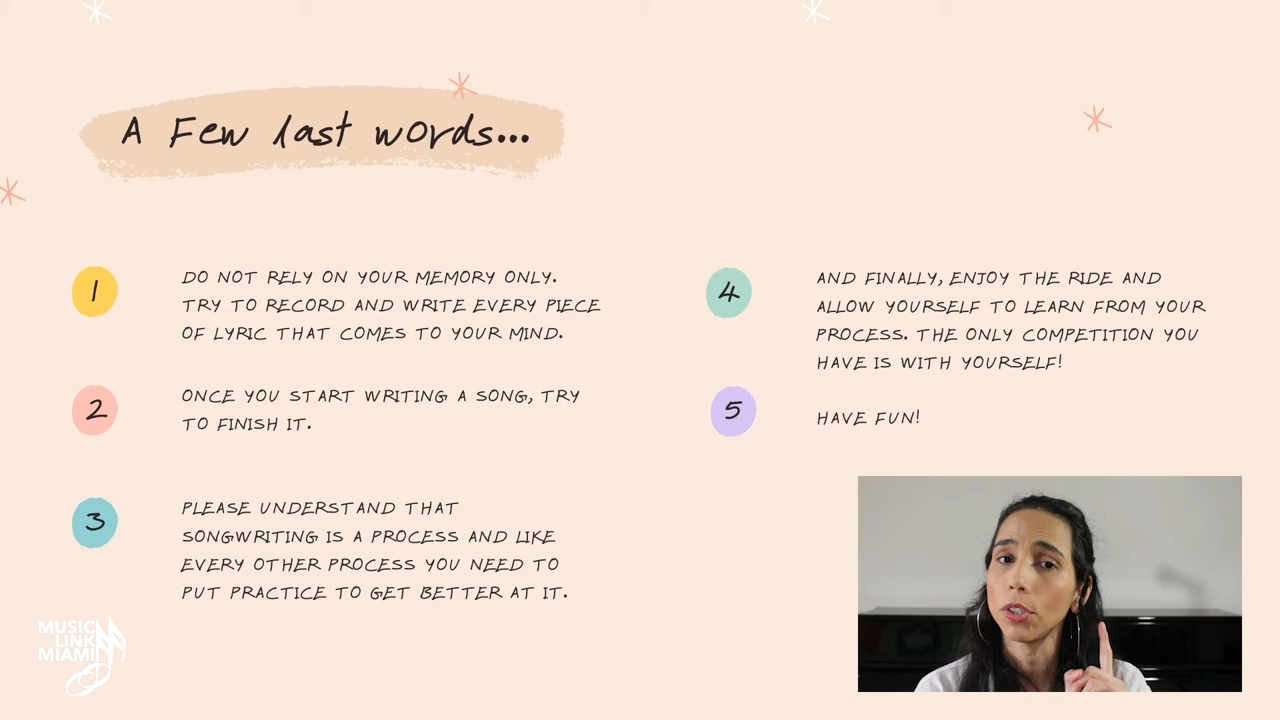 A Few last words...
1
DO NOT RELY ON YOUR MEMORY ONLY.
TRY TO RECORD AND WRITE EVERY PIECE
OF LYRIC THAT COMES TO YOUR MIND.
2
ONCE YOU START WRITING A SONG, TRY
TO FINISH IT.
3
PLEASE UNDERSTAND THAT
SONGWRITING IS A PROCESS AND LIKE
EVERY OTHER PROCESS YOU NEED TO
PUT PRACTICE TO GET BETTER AT IT.
4
AND FINALLY, ENJOY THE RIDE AND
ALLOW YOURSELF TO LEARN FROM YOUR
PROCESS. THE ONLY COMPETITION YOU
HAVE IS WITH YOURSELF!
5
HAVE FUN!
MUSIC
LINK
MIAMI